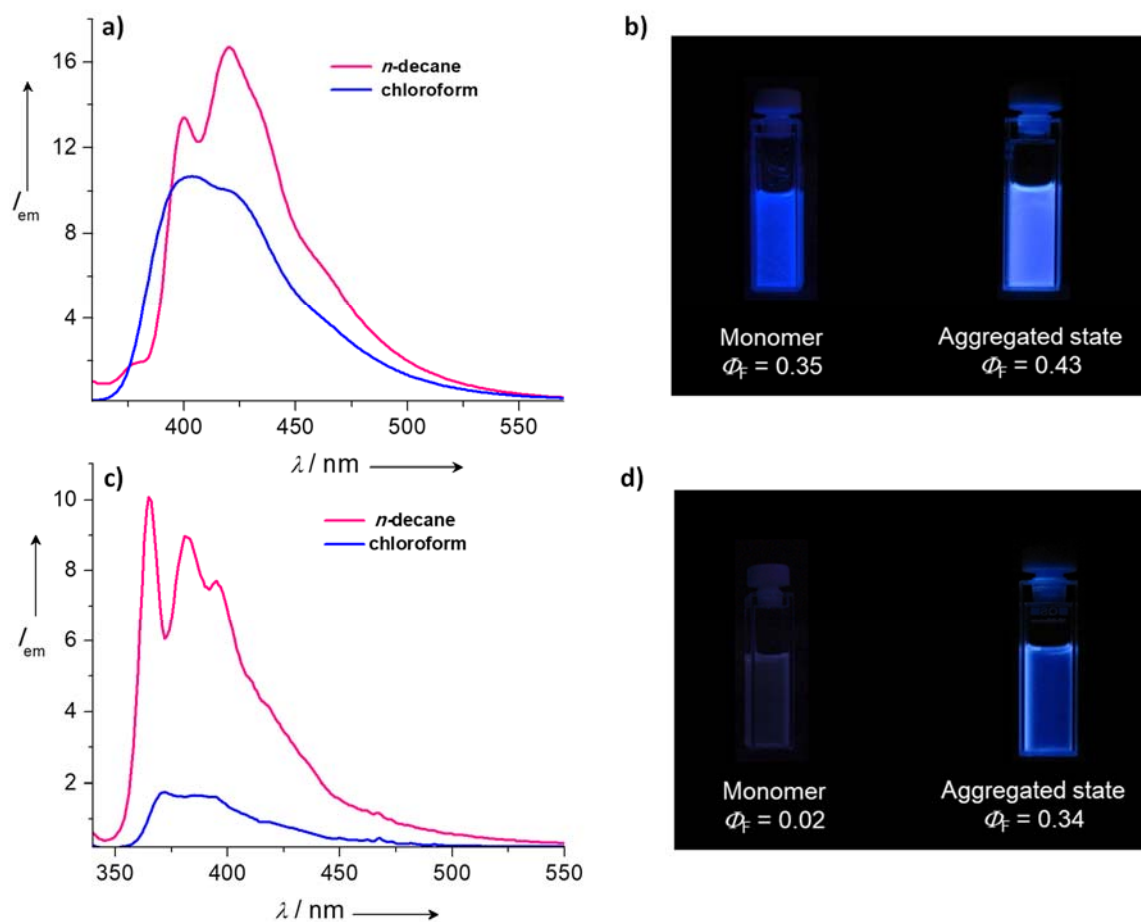 a)
n-decane
chloroform
16
12
8
4
I em
400
450
500
550
λ / nm
b)
Monomer
ΦF = 0.35
Aggregated state
ΦF = 0.43
c)
n-decane
chloroform
10
8
6
4
2
I em
350
400
450
500
550
λ / nm
d)
Monomer
ΦF = 0.02
Aggregated state
ΦF = 0.34